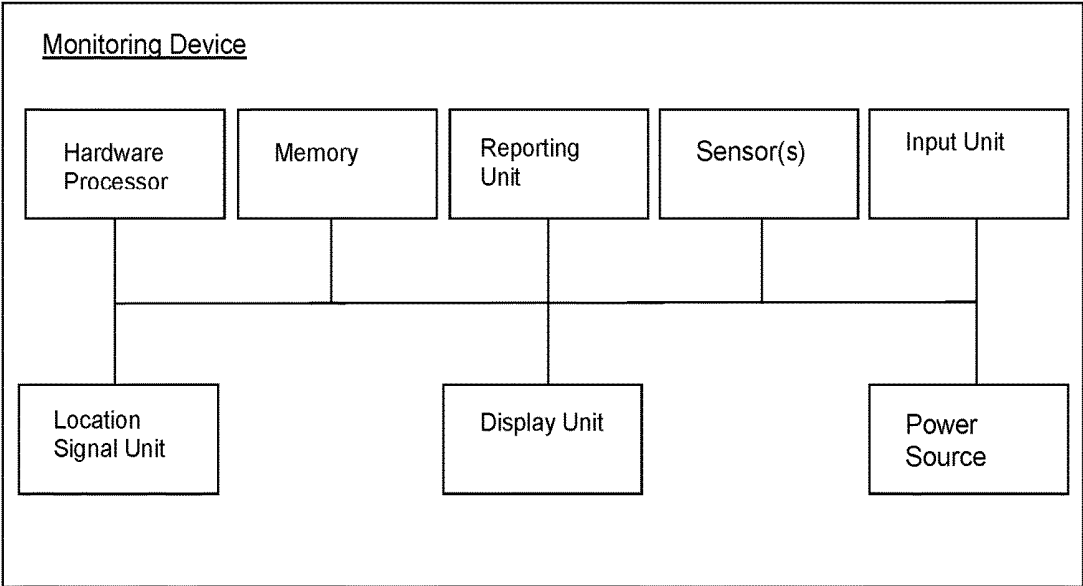 Monitoring Device
Hardware
Processor
Memory
Reporting
Unit
Sensor(s)
Input Unit
Location
Signal Unit
Display Unit
Power
Source